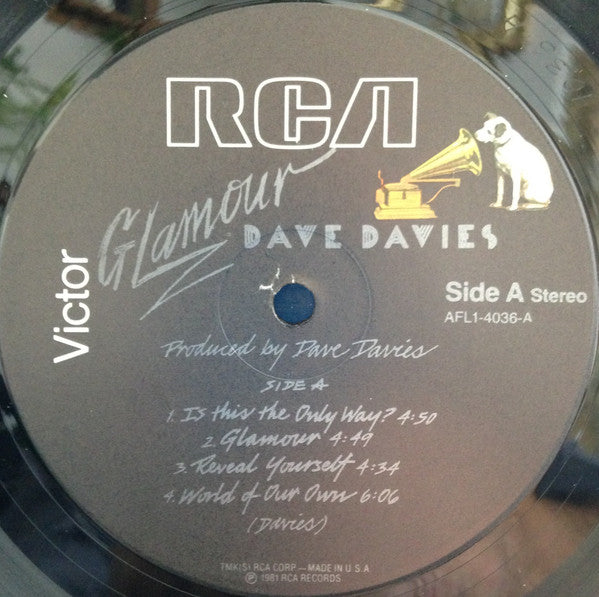 RCA
Glamour
DAVE DAVIES
Victor
Side A Stereo
AFL1-4036-A
Produced by Dave Davies
SIDE A
1. Is this the Only Way? 4:50
2. Glamour 4:49
3. Reveal Yourself 4:34
4. World of Our Own 6:06
(Davies)
TMK(S) RCA CORP—MADE IN U.S.A
℗ 1981 RCA RECORDS